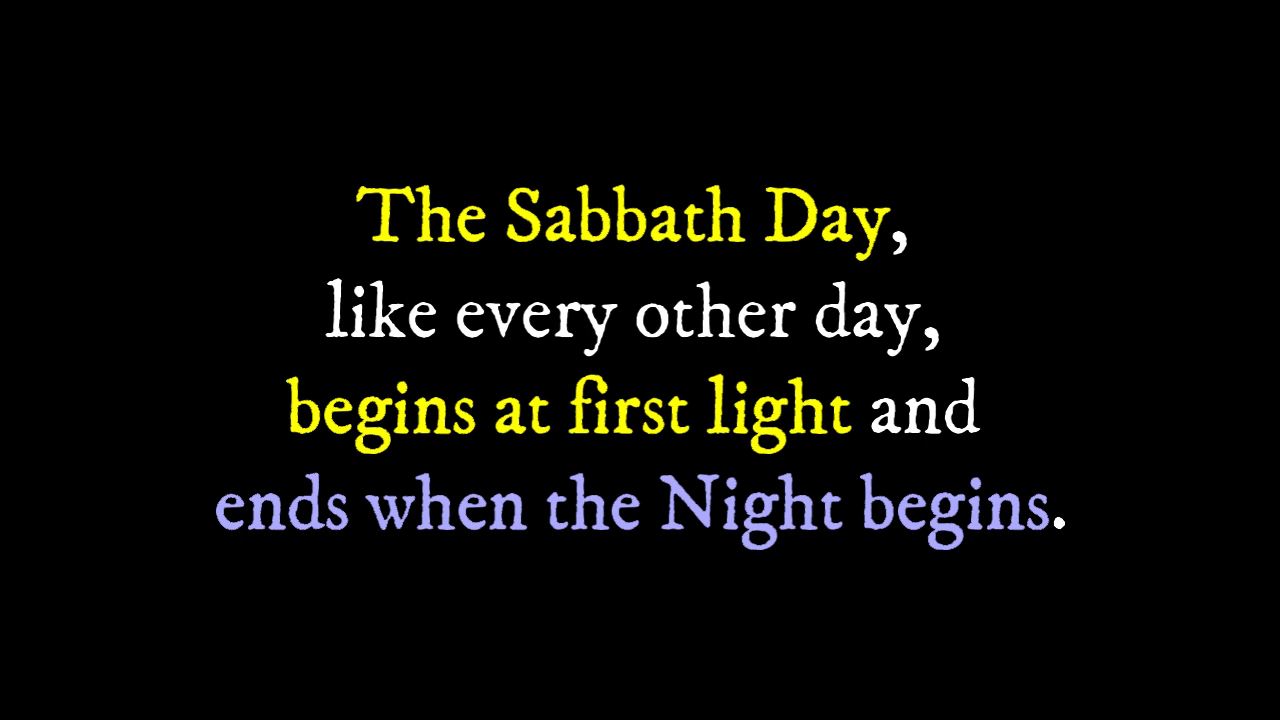 The Sabbath Day,
like every other day,
begins at first light and
ends when the Night begins.